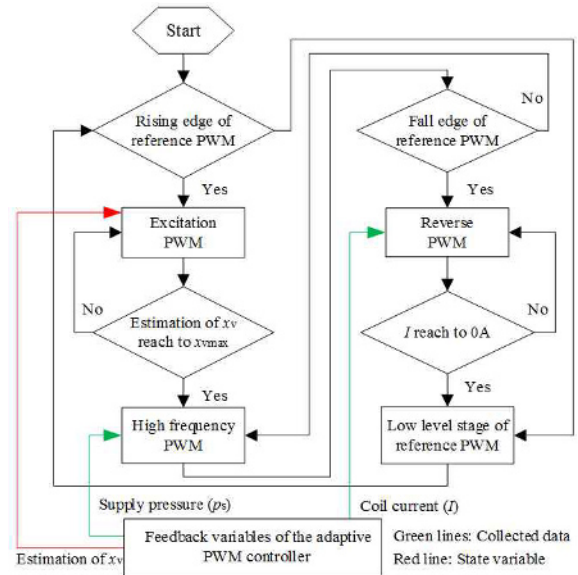 Start
Rising edge of
reference PWM
Yes
Excitation
PWM
No
Estimation of xv
reach to xvmax
Yes
High frequency
PWM
Fall edge of
reference PWM
No
Yes
Reverse
PWM
I reach to 0A
No
Yes
Low level stage of
reference PWM
Supply pressure (ps)
Coil current (I)
Feedback variables of the adaptive
PWM controller
Estimation of xv
Green lines: Collected data
Red line: State variable